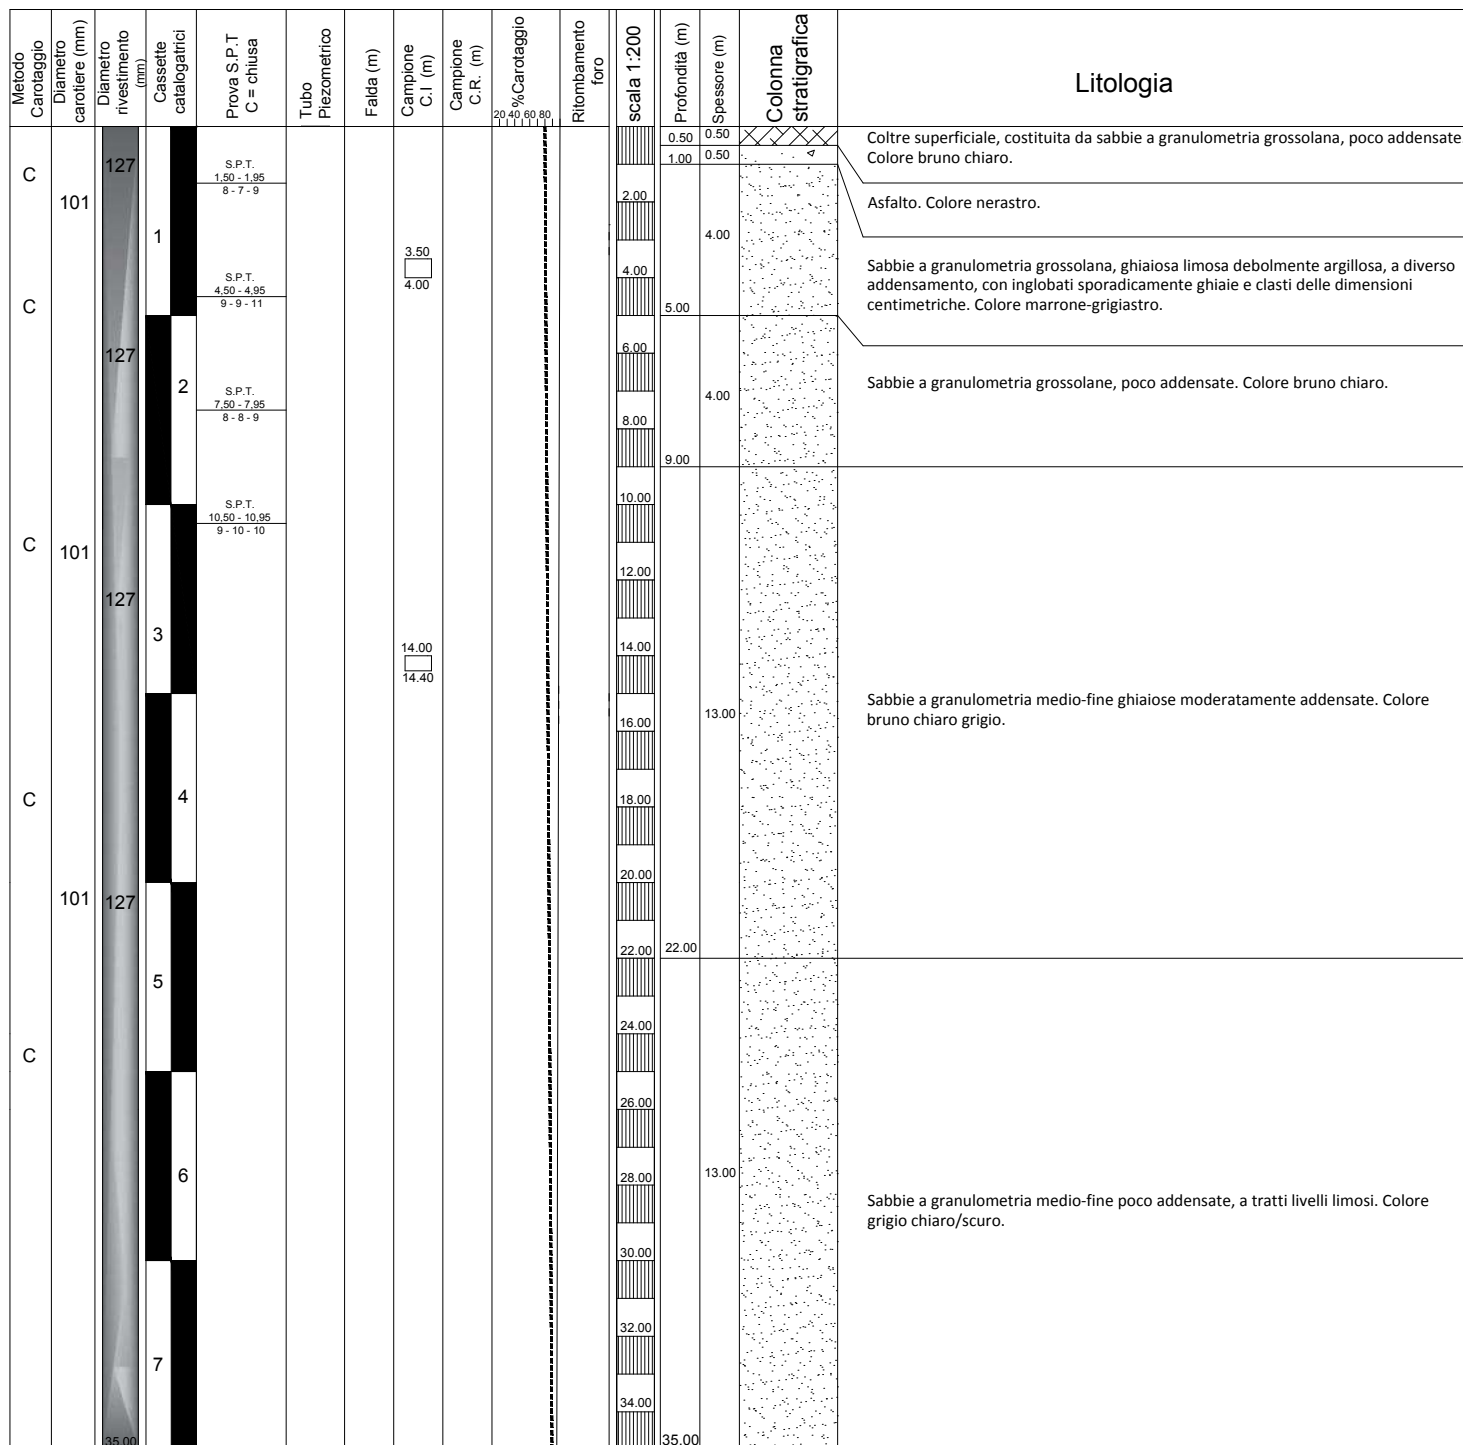 Metodo
Carotaggio
Diametro
carotiere (mm)
Diametro
rivestimento
(mm)
Cassette
catalogatrici
Prova S.P.T
C = chiusa
Tubo
Piezometrico
Falda (m)
Campione
C.I (m)
Campione
C.R. (m)
%Carotaggio
20 40 60 80
Ritombamento
foro
scala 1:200
Profondità (m)
Spessore (m)
Colonna
stratigrafica
Litologia
C
C
C
C
C
101
101
101
127
127
127
127
35.00
1
2
3
4
5
6
7
S.P.T.
1,50 - 1,95
8 - 7 - 9
S.P.T.
4,50 - 4,95
9 - 9 - 11
S.P.T.
7,50 - 7,95
8 - 8 - 9
S.P.T.
10,50 - 10,95
9 - 10 - 10
3.50
4.00
14.00
14.40
2.00
4.00
6.00
8.00
10.00
12.00
14.00
16.00
18.00
20.00
22.00
24.00
26.00
28.00
30.00
32.00
34.00
0.50
1.00
5.00
9.00
22.00
35.00
0.50
0.50
4.00
4.00
13.00
13.00
Coltre superficiale, costituita da sabbie a granulometria grossolana, poco addensate.
Colore bruno chiaro.
Asfalto. Colore nerastro.
Sabbie a granulometria grossolana, ghiaiosa limosa debolmente argillosa, a diverso
addensamento, con inglobati sporadicamente ghiaie e clasti delle dimensioni
centimetriche. Colore marrone-grigiastro.
Sabbie a granulometria grossolane, poco addensate. Colore bruno chiaro.
Sabbie a granulometria medio-fine ghiaiose moderatamente addensate. Colore
bruno chiaro grigio.
Sabbie a granulometria medio-fine poco addensate, a tratti livelli limosi. Colore
grigio chiaro/scuro.